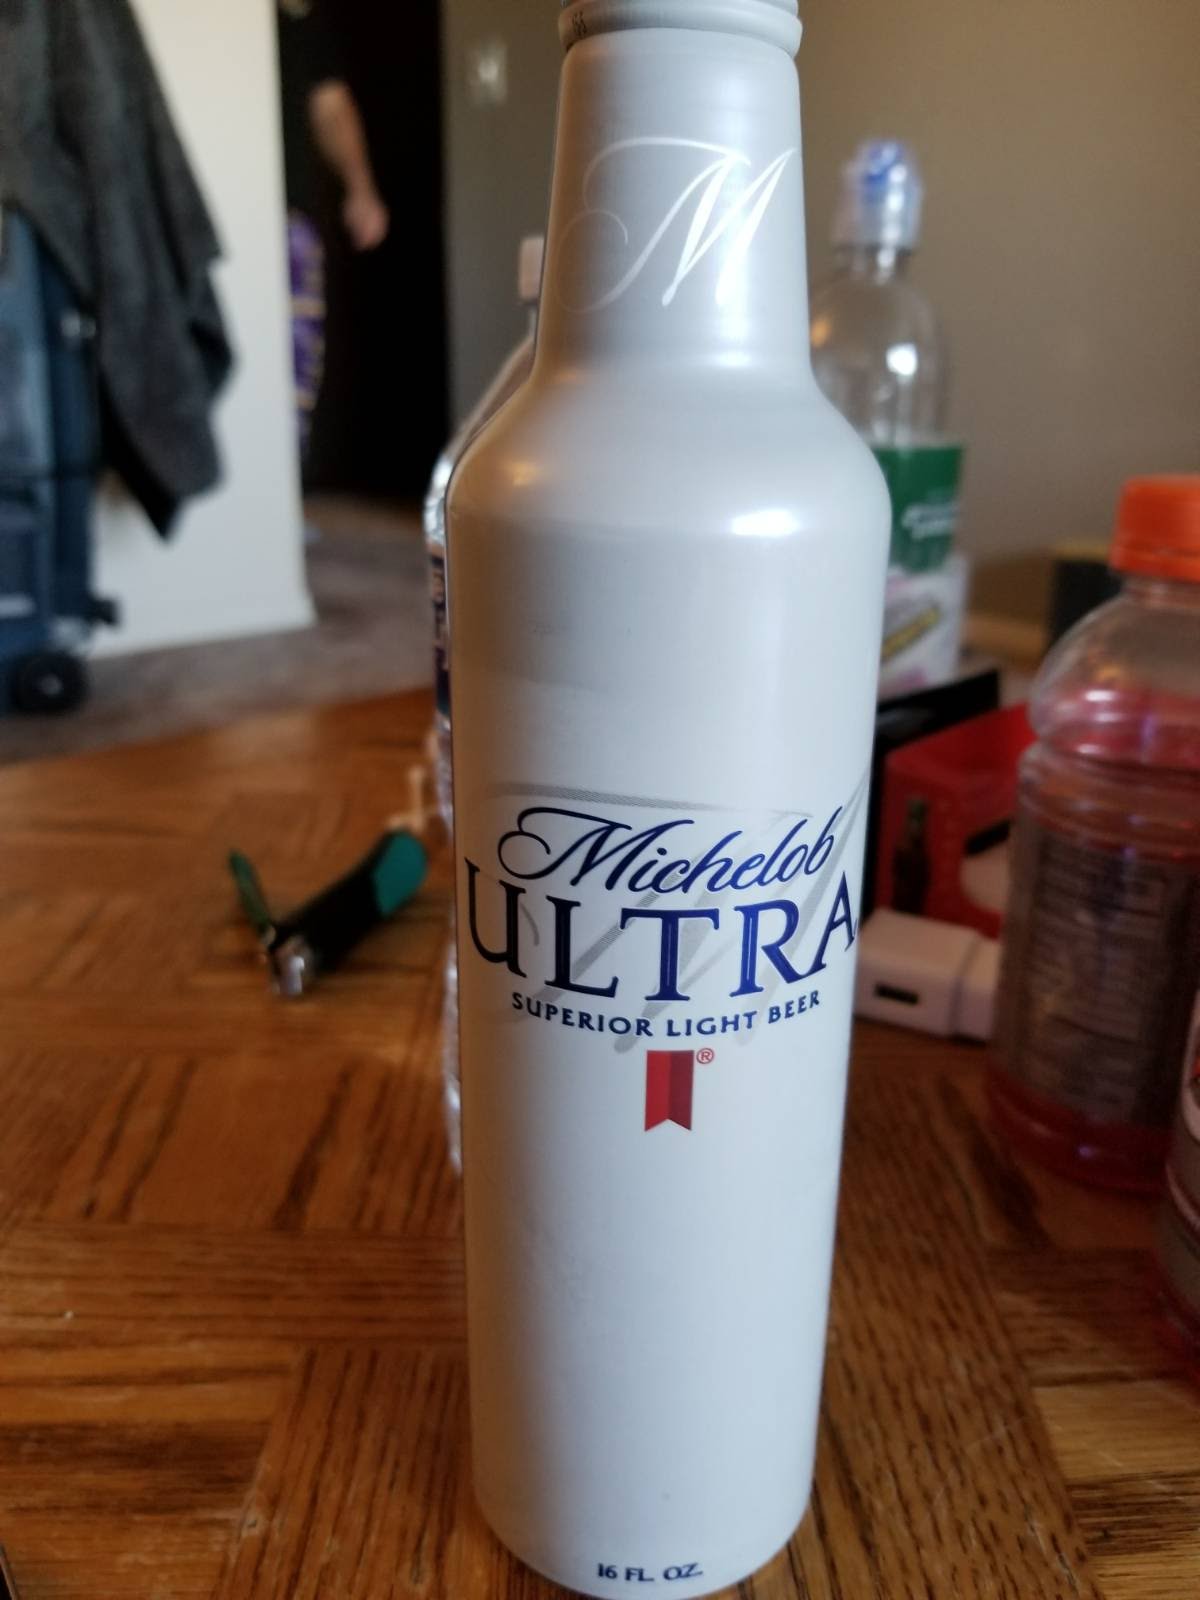 M
Michelob
ULTRA
SUPERIOR LIGHT BEER
®
16 FL. OZ.